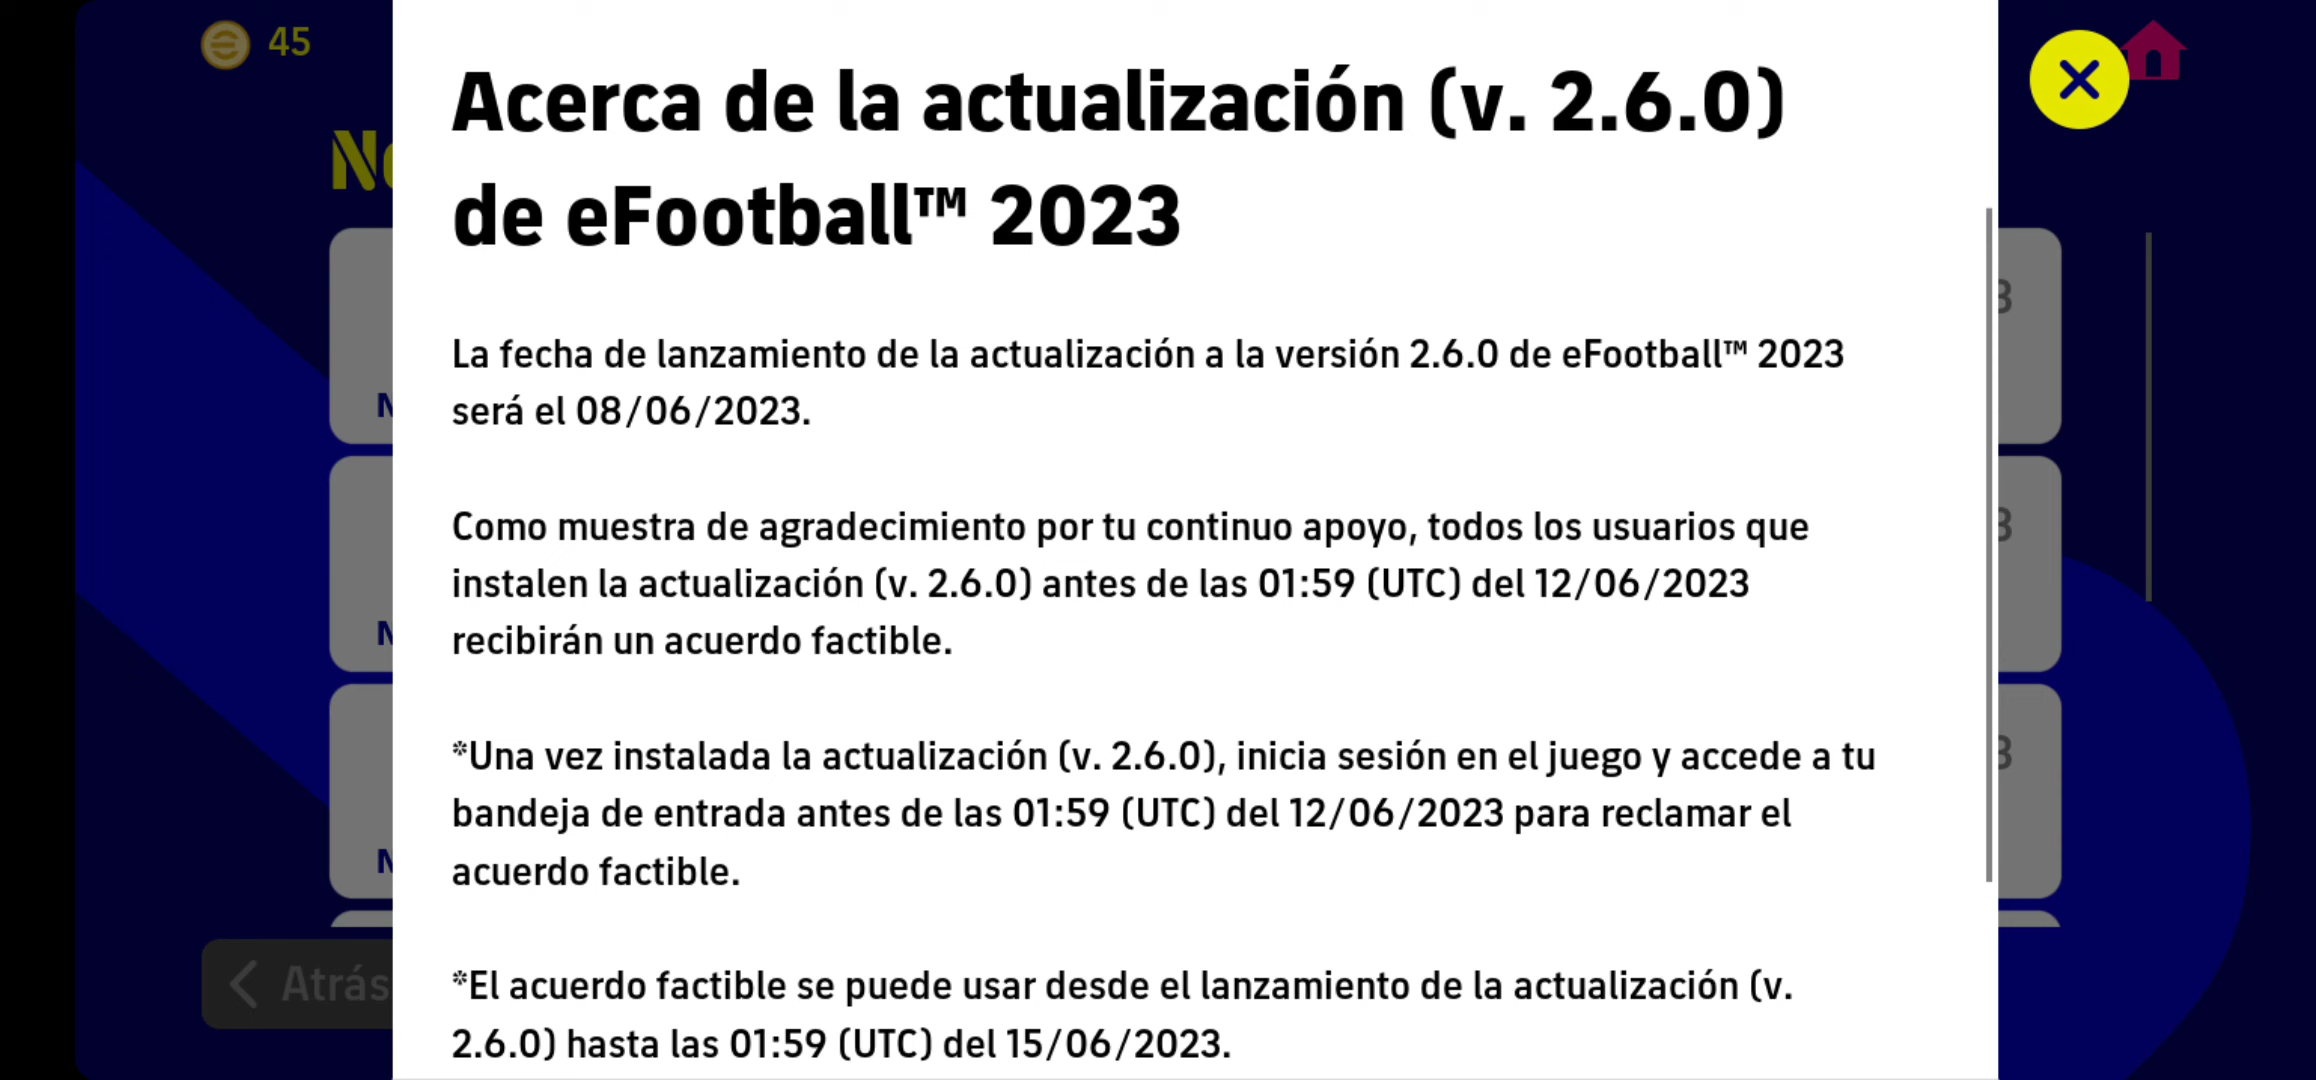 45
Acerca de la actualización (v. 2.6.0)
de eFootball™ 2023
La fecha de lanzamiento de la actualización a la versión 2.6.0 de eFootball™ 2023
será el 08/06/2023.
Como muestra de agradecimiento por tu continuo apoyo, todos los usuarios que
instalen la actualización (v. 2.6.0) antes de las 01:59 (UTC) del 12/06/2023
recibirán un acuerdo factible.
*Una vez instalada la actualización (v. 2.6.0), inicia sesión en el juego y accede a tu
bandeja de entrada antes de las 01:59 (UTC) del 12/06/2023 para reclamar el
acuerdo factible.
*El acuerdo factible se puede usar desde el lanzamiento de la actualización (v.
2.6.0) hasta las 01:59 (UTC) del 15/06/2023.
Atrás